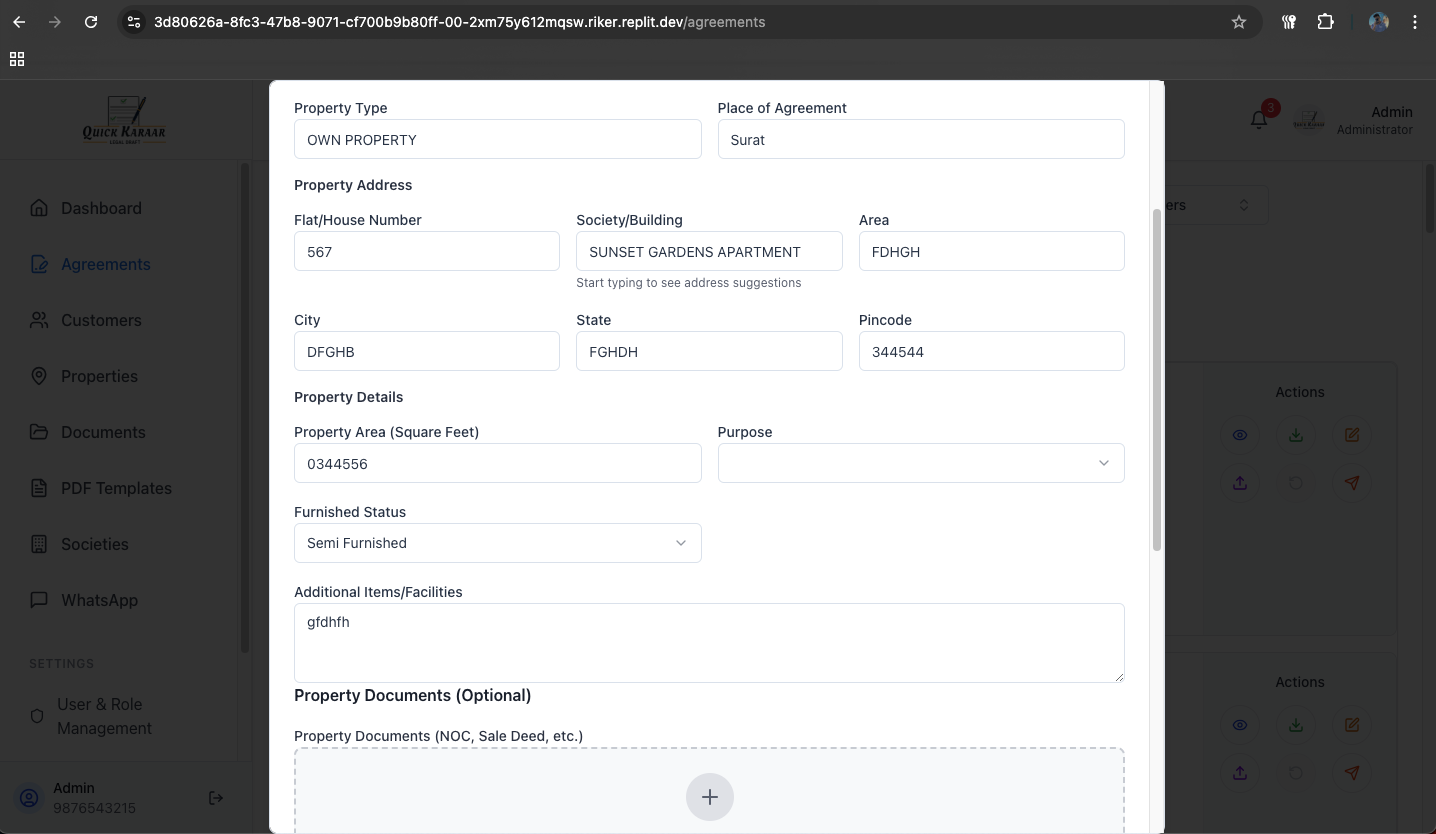 3d80626a-8fc3-47b8-9071-cf700b9b80ff-00-2xm75y612mqsw.riker.replit.dev/agreements
QUICK KARAAR
LEGAL DRAFT
3
Admin
Administrator
Dashboard
Agreements
Customers
Properties
Documents
PDF Templates
Societies
WhatsApp
SETTINGS
User & Role
Management
Admin
9876543215
Property Type
Place of Agreement
OWN PROPERTY
Surat
Property Address
Flat/House Number
Society/Building
Area
567
SUNSET GARDENS APARTMENT
FDHGH
Start typing to see address suggestions
City
State
Pincode
DFGHB
FGHDH
344544
Property Details
Property Area (Square Feet)
Purpose
0344556
Furnished Status
Semi Furnished
Additional Items/Facilities
gfdhfh
Property Documents (Optional)
Property Documents (NOC, Sale Deed, etc.)
ers
Actions
Actions